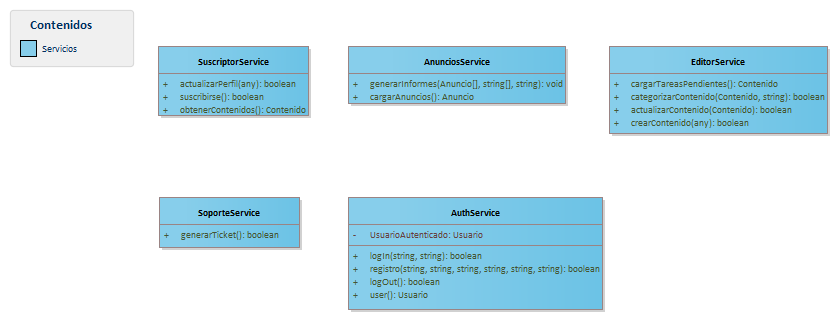 Contenidos
Servicios
SuscriptorService
+ actualizarPerfil(any): boolean
+ suscribirse(): boolean
+ obtenerContenidos(): Contenido
AnunciosService
+ generarInformes(Anuncio[], string[], string): void
+ cargarAnuncios(): Anuncio
EditorService
+ cargarTareasPendientes(): Contenido
+ categorizarContenido(Contenido, string): boolean
+ actualizarContenido(Contenido): boolean
+ crearContenido(any): boolean
SoporteService
+ generarTicket(): boolean
AuthService
- UsuarioAutenticado: Usuario
+ logIn(string, string): boolean
+ registro(string, string, string, string, string, string): boolean
+ logOut(): boolean
+ user(): Usuario